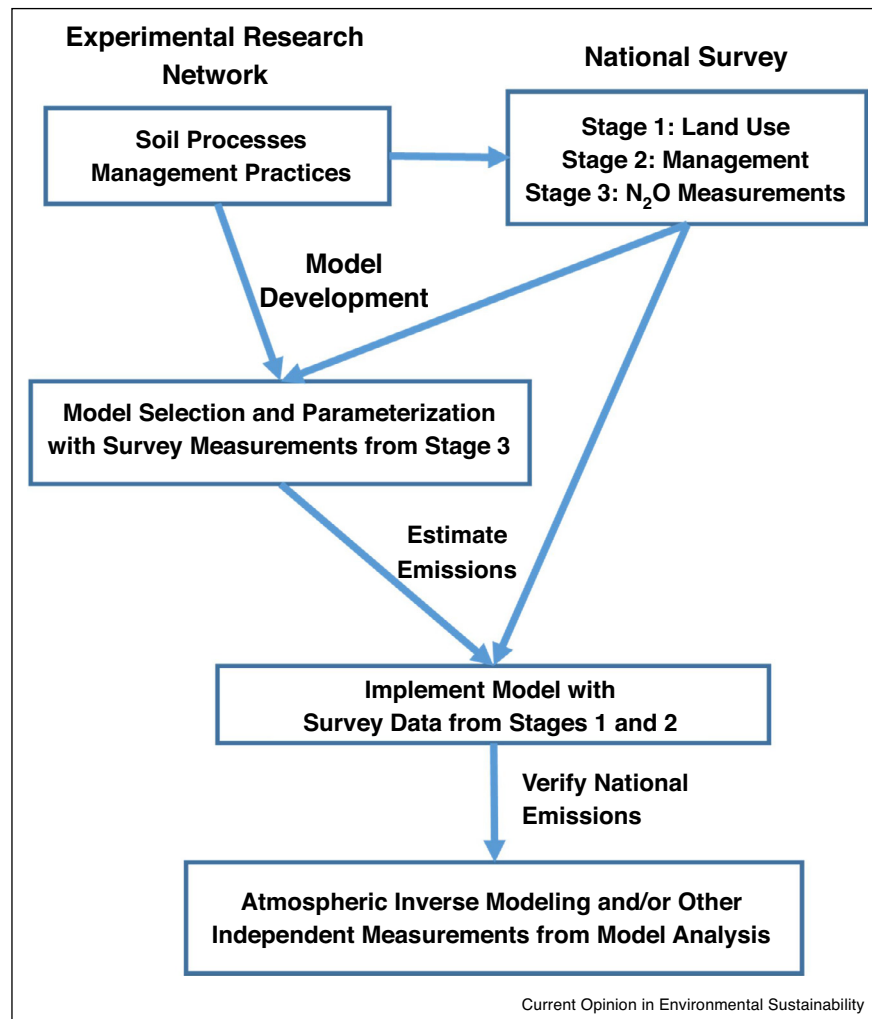 Experimental Research
Network
National Survey
Soil Processes
Management Practices
Stage 1: Land Use
Stage 2: Management
Stage 3: N₂O Measurements
Model
Development
Model Selection and Parameterization
with Survey Measurements from Stage 3
Estimate
Emissions
Implement Model with
Survey Data from Stages 1 and 2
Verify National
Emissions
Atmospheric Inverse Modeling and/or Other
Independent Measurements from Model Analysis
Current Opinion in Environmental Sustainability